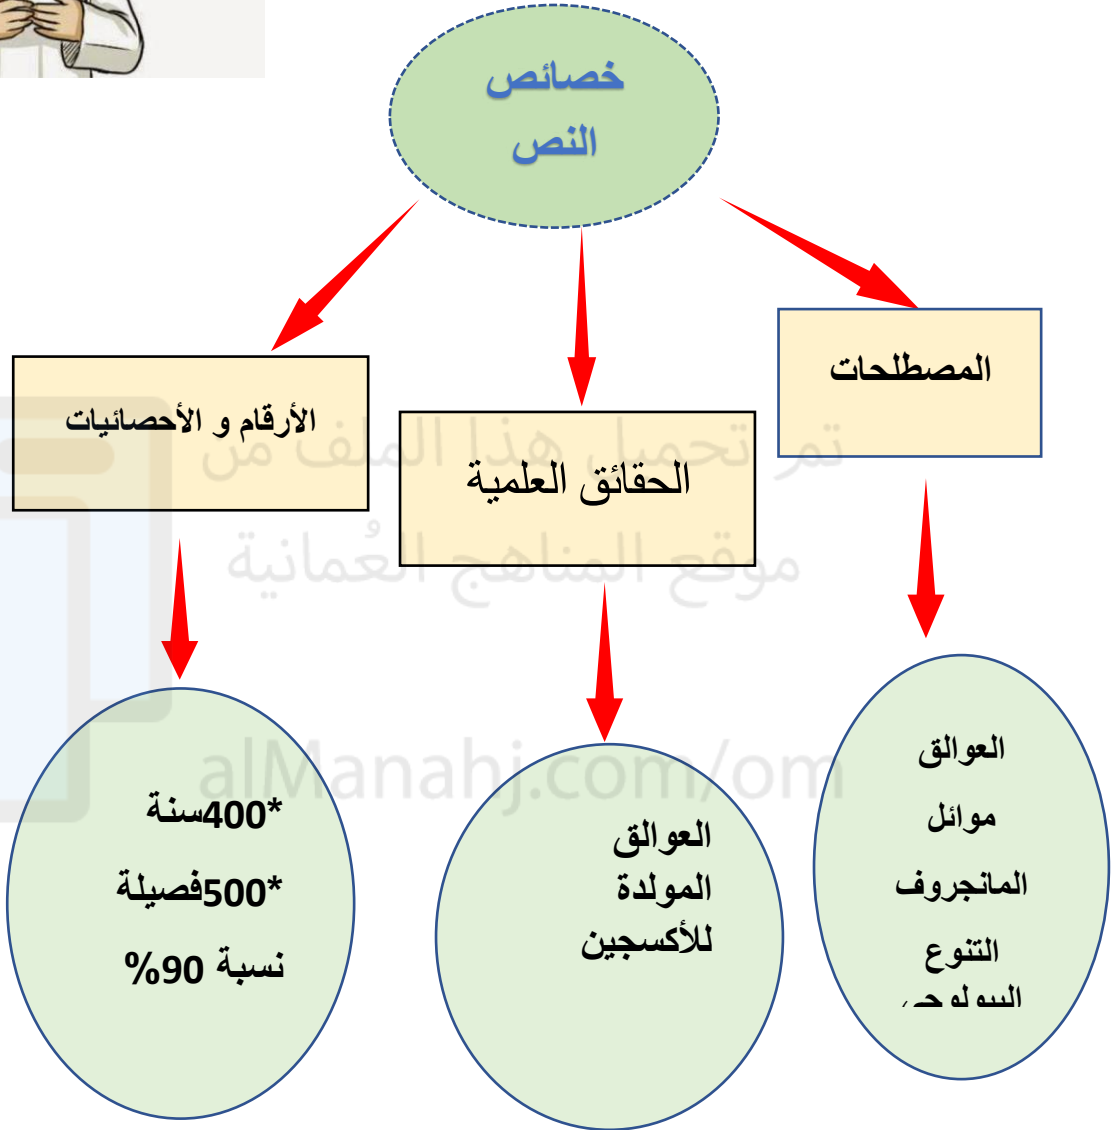 خصائص
النص
المصطلحات
الحقائق العلمية
الأرقام و الأحصائيات
تم تحميل هذا الملف من
موقع المناهج العُمانية
alManahj.com/om
العوالق
موائل
المانجروف
التنوع
العوالق
المولدة
للأكسجين
*400سنة
*500فصيلة
نسبة 90%